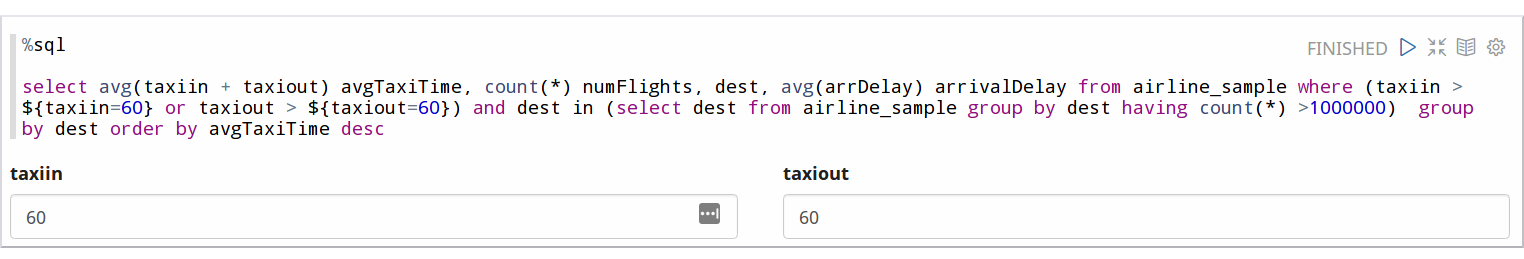 %sql
FINISHED
select avg(taxiin + taxiout) avgTaxiTime, count(*) numFlights, dest, avg(arrDelay) arrivalDelay from airline_sample where (taxiin >
${taxiin=60} or taxiout > ${taxiout=60}) and dest in (select dest from airline_sample group by dest having count(*) >1000000)  group
by dest order by avgTaxiTime desc
taxiin
taxiout
60
60